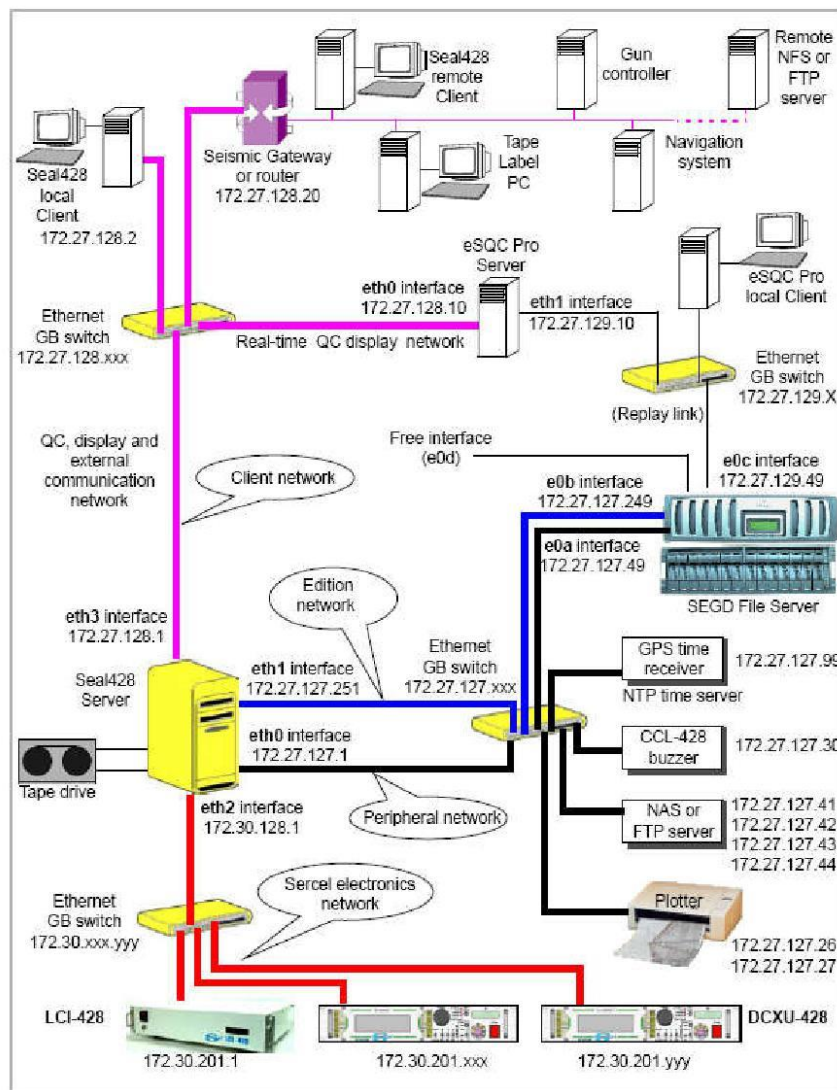 Seal428
remote
Client
Gun
controller
Remote
NFS or
FTP
server
Seal428
local
Client
172.27.128.2
Seismic Gateway
or router
172.27.128.20
Tape
Label
PC
Navigation
system
eSQC Pro
Server
eSQC Pro
local Client
eth0 interface
172.27.128.10
eth1 interface
172.27.129.10
Ethernet
GB switch
172.27.128.xxx
Real-time QC display network
Ethernet
GB switch
172.27.129.X
(Replay link)
QC, display and
external
communication
network
Client network
Free interface
(e0d)
e0c interface
172.27.129.49
e0b interface
172.27.127.249
e0a interface
172.27.127.49
SEGD File Server
Edition
network
eth3 interface
172.27.128.1
Ethernet
GB switch
172.27.127.xxx
GPS time
receiver
172.27.127.99
NTP time server
Seal428
Server
eth1 interface
172.27.127.251
eth0 interface
172.27.127.1
CCL-428
buzzer
172.27.127.30
Tape drive
eth2 interface
172.30.128.1
Peripheral network
NAS or
FTP server
172.27.127.41
172.27.127.42
172.27.127.43
172.27.127.44
Ethernet
GB switch
172.30.xxx.yyy
Sercel electronics
network
Plotter
172.27.127.26
172.27.127.27
LCI-428
DCXU-428
172.30.201.1
172.30.201.xxx
172.30.201.yyy